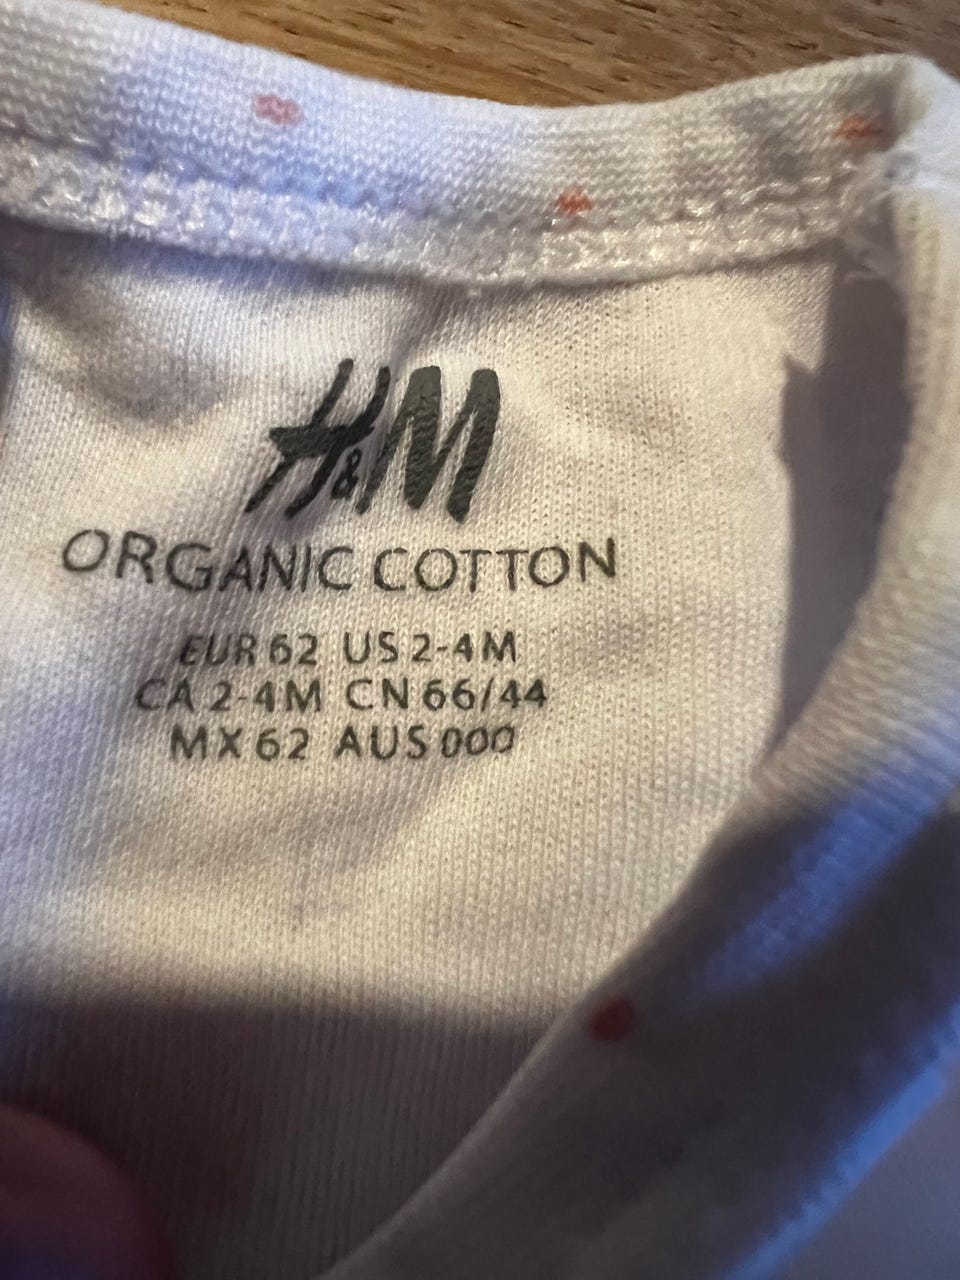 H&M
ORGANIC COTTON
EUR 62 US 2-4M
CA 2-4M CN 66/44
MX 62 AUS 000